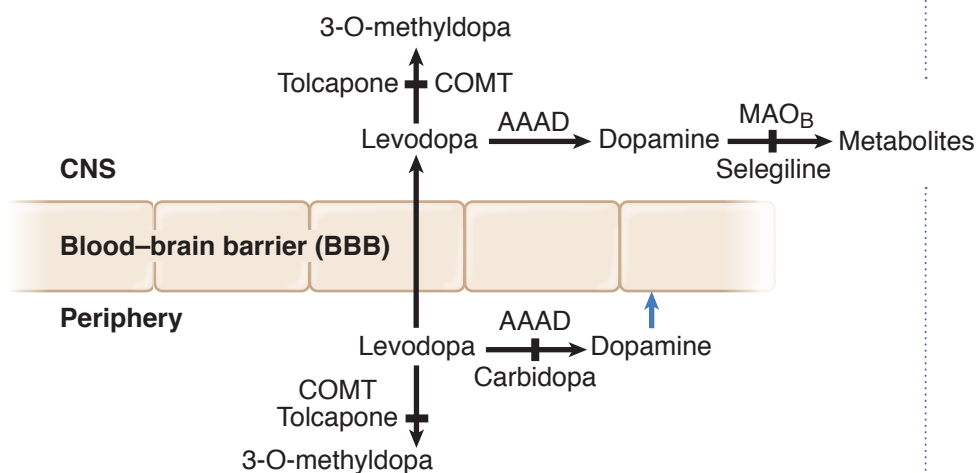 3-O-methyldopa
Tolcapone COMT
Levodopa AAAD Dopamine MAOB Metabolites
Selegiline
CNS
Blood–brain barrier (BBB)
Periphery
Levodopa AAAD Dopamine
Carbidopa
COMT
Tolcapone
3-O-methyldopa